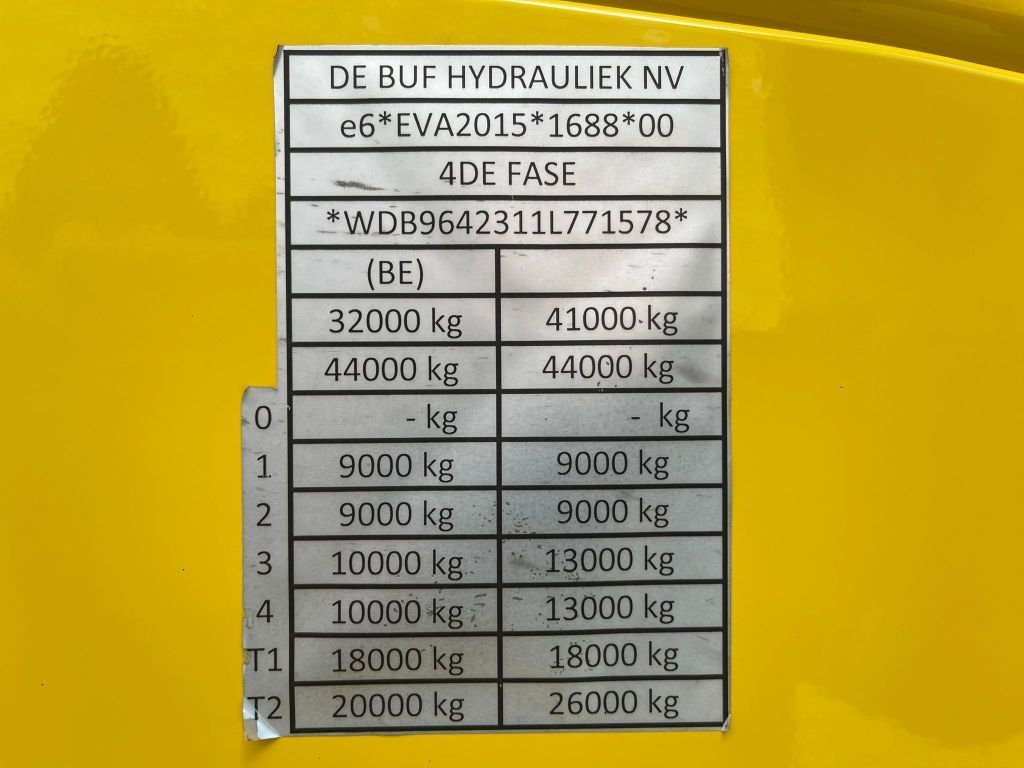 DE BUF HYDRAULIEK NV
e6*EVA2015*1688*00
4DE FASE
*WDB9642311L771578*
(BE)
32000 kg 41000 kg
44000 kg 44000 kg
0 - kg - kg
1 9000 kg 9000 kg
2 9000 kg 9000 kg
3 10000 kg 13000 kg
4 10000 kg 13000 kg
T1 18000 kg 18000 kg
T2 20000 kg 26000 kg